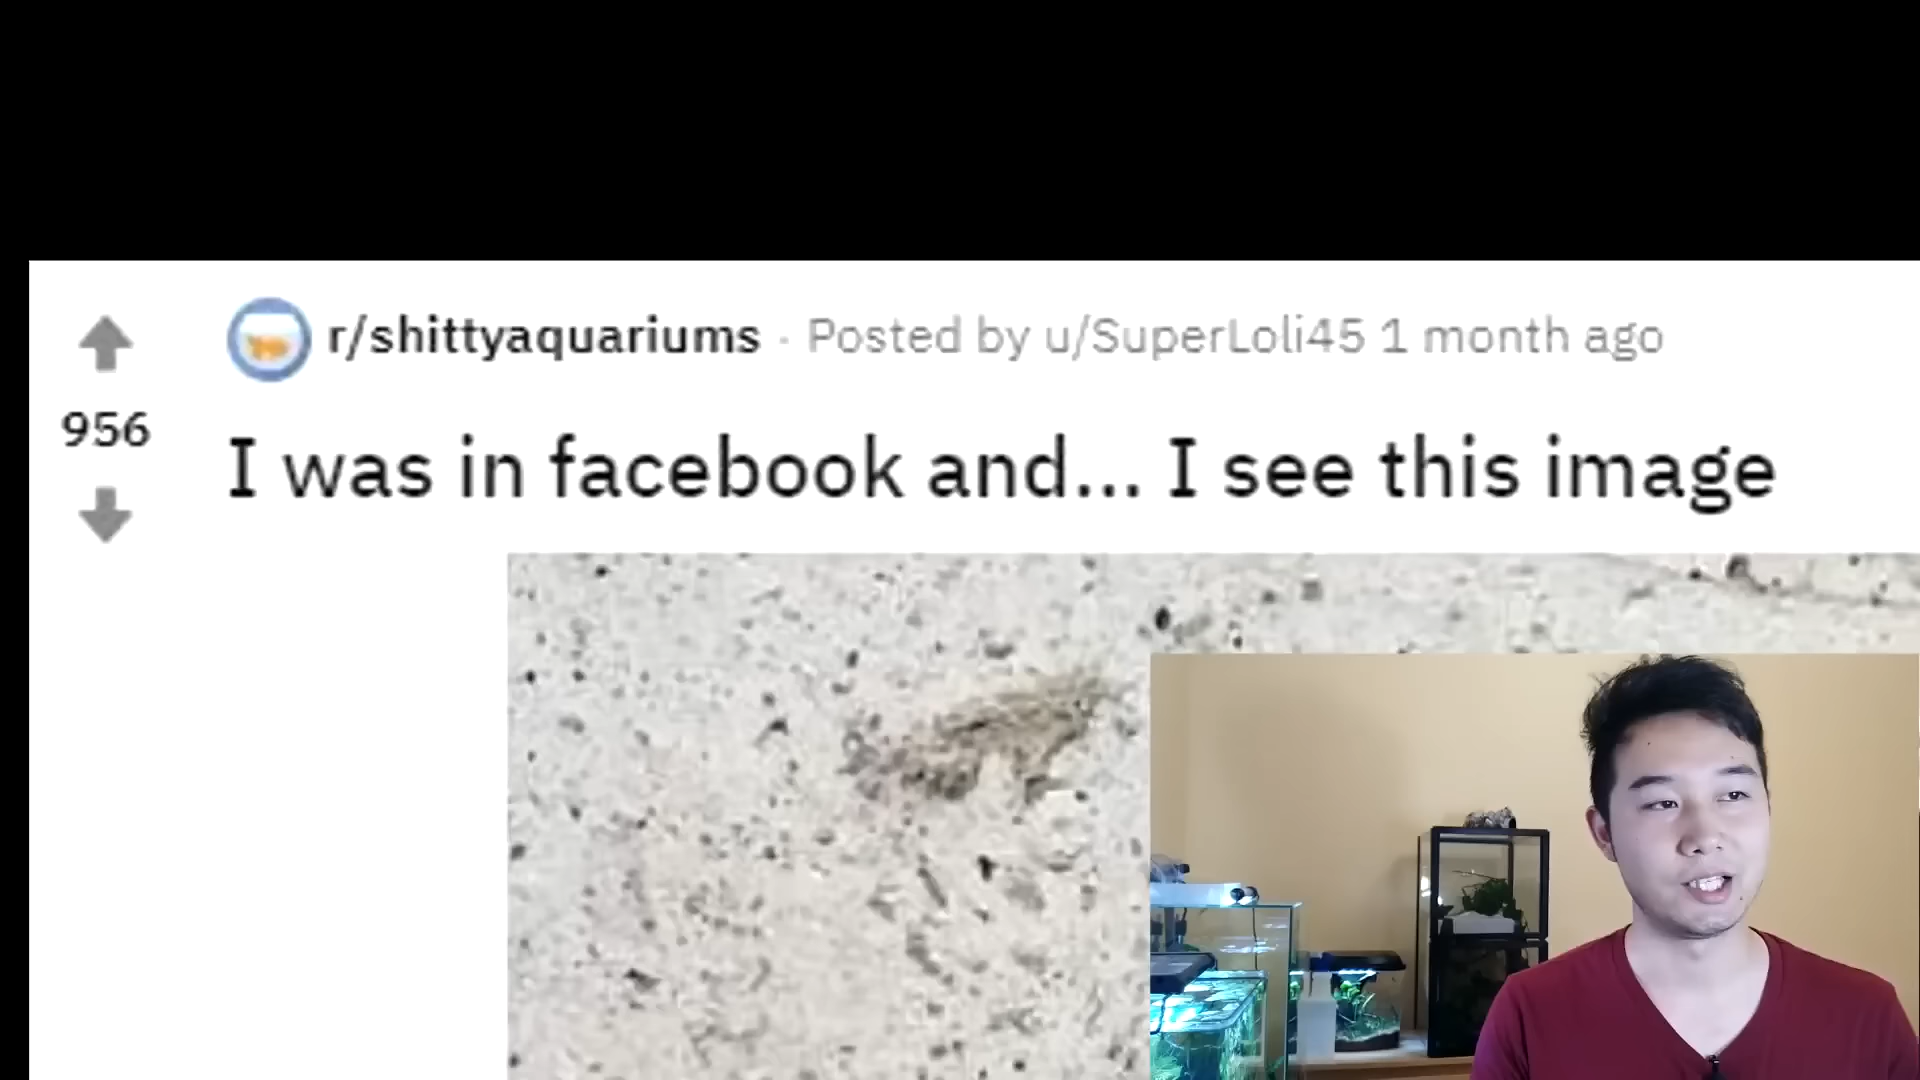 r/shittyaquariums · Posted by u/SuperLoli45 1 month ago
956
I was in facebook and... I see this image